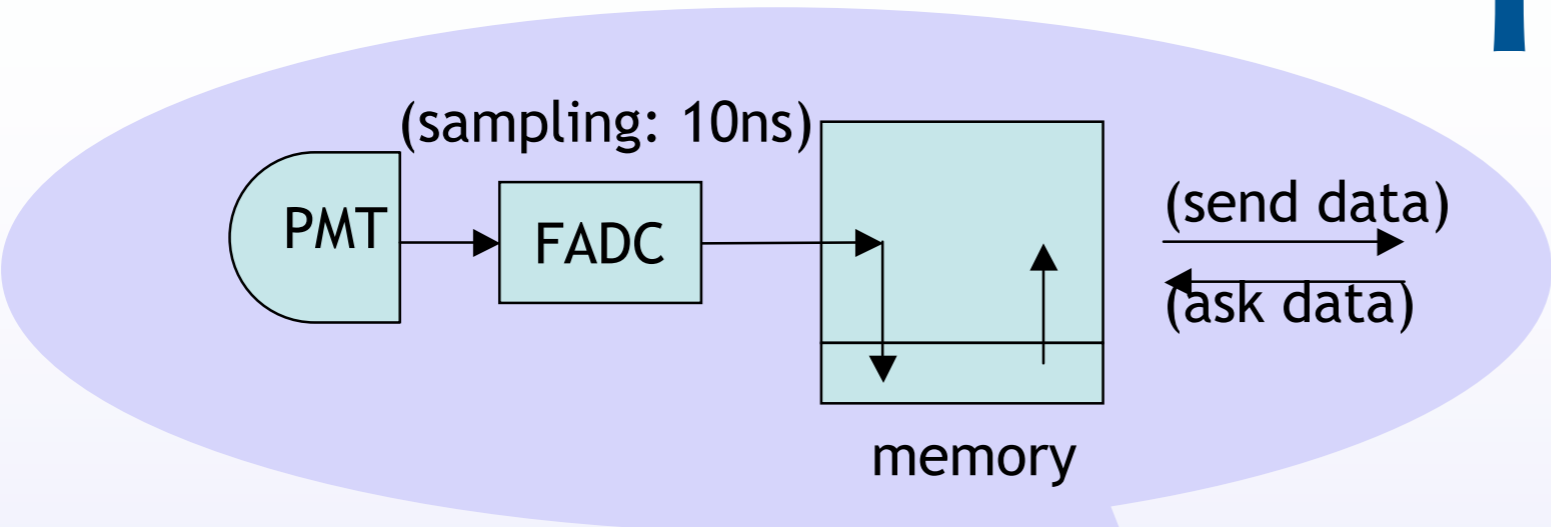 (sampling: 10ns)
PMT
FADC
(send data)
(ask data)
memory